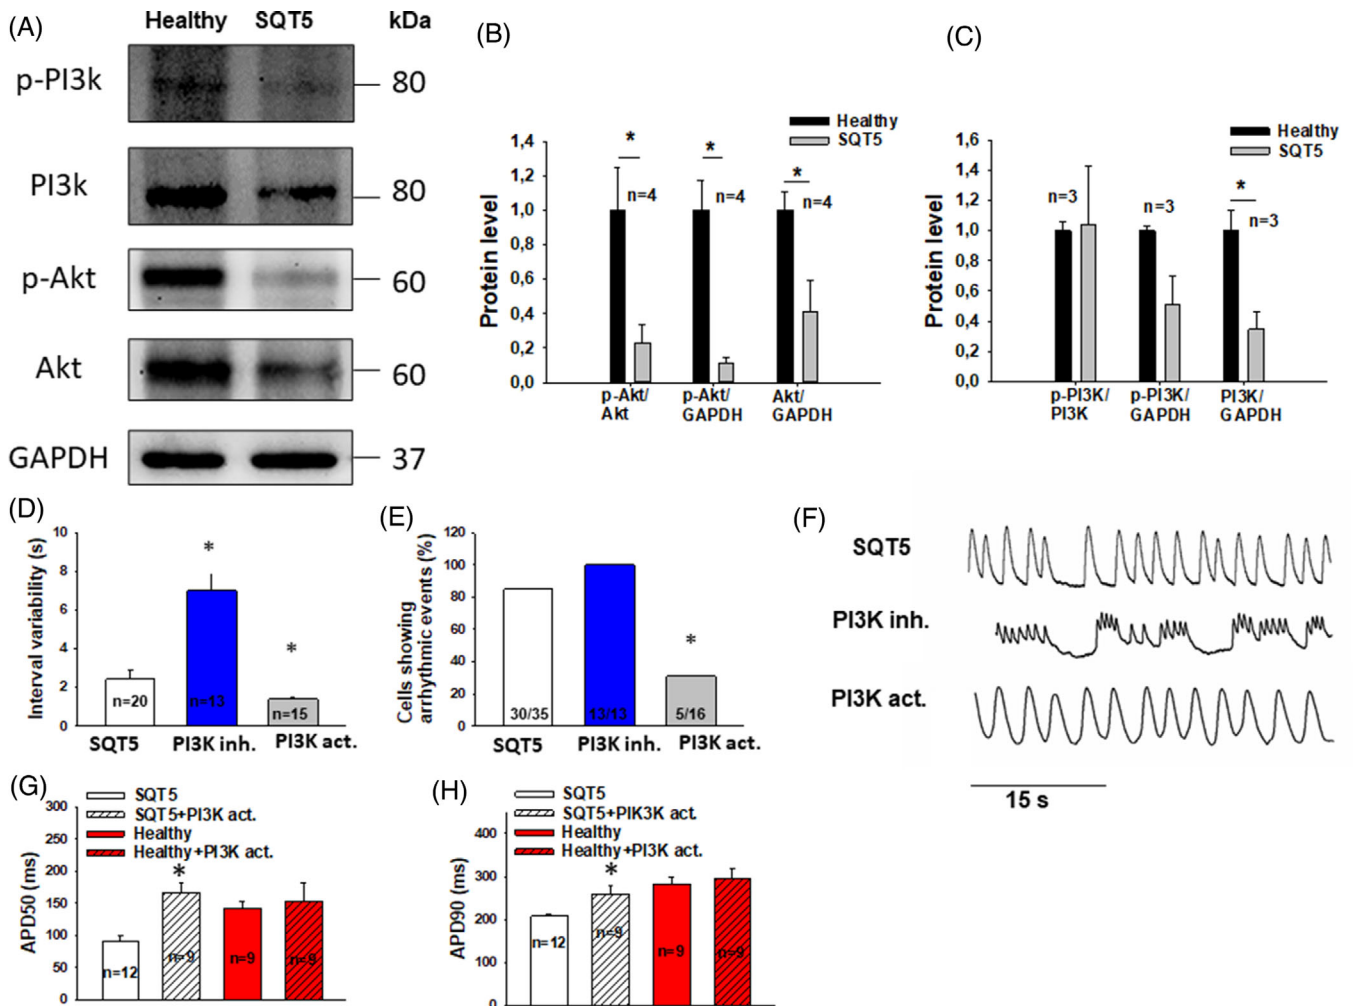 (A)
Healthy SQT5 kDa
p-PI3k 80
PI3k 80
p-Akt 60
Akt 60
GAPDH 37
(B)
Healthy
SQT5
Protein level
1,4
1,2
1,0
0,8
0,6
0,4
0,2
0,0
* * *
n=4 n=4 n=4
p-Akt/ p-Akt/ Akt/
Akt GAPDH GAPDH
(C)
Healthy
SQT5
Protein level
1,6
1,4
1,2
1,0
0,8
0,6
0,4
0,2
0,0
*
n=3 n=3 n=3
p-PI3K/ p-PI3K/ PI3K/
PI3K GAPDH GAPDH
(D)
Interval variability (s)
10
8
6
4
2
0
* *
n=20 n=13 n=15
SQT5 PI3K inh. PI3K act.
(E)
Cells showing
arrhythmic events (%)
120
100
80
60
40
20
0
*
30/35 13/13 5/16
SQT5 PI3K inh. PI3K act.
(F)
SQT5
PI3K inh.
PI3K act.
15 s
(G)
SQT5
SQT5+PI3K act.
Healthy
Healthy+PI3K act.
APD50 (ms)
300
250
200
150
100
50
0
*
n=12 n=9 n=9 n=9
(H)
SQT5
SQT5+PIK3K act.
Healthy
Healthy+PI3K act.
APD90 (ms)
400
300
200
100
0
*
n=12 n=9 n=9 n=9